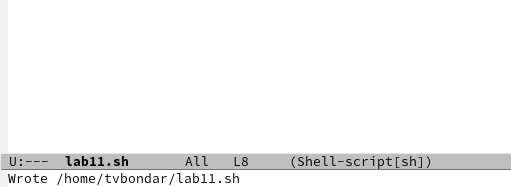 U:---  lab11.sh       All   L8     (Shell-script[sh])
Wrote /home/tvbondar/lab11.sh